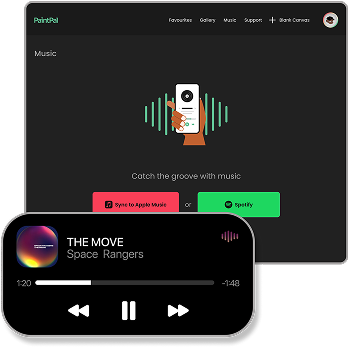 PaintPal
Favourites Gallery Music Support Blank Canvas
Music
Catch the groove with music
Sync to Apple Music or Spotify
THE MOVE
Space Rangers
1:20 -1:48